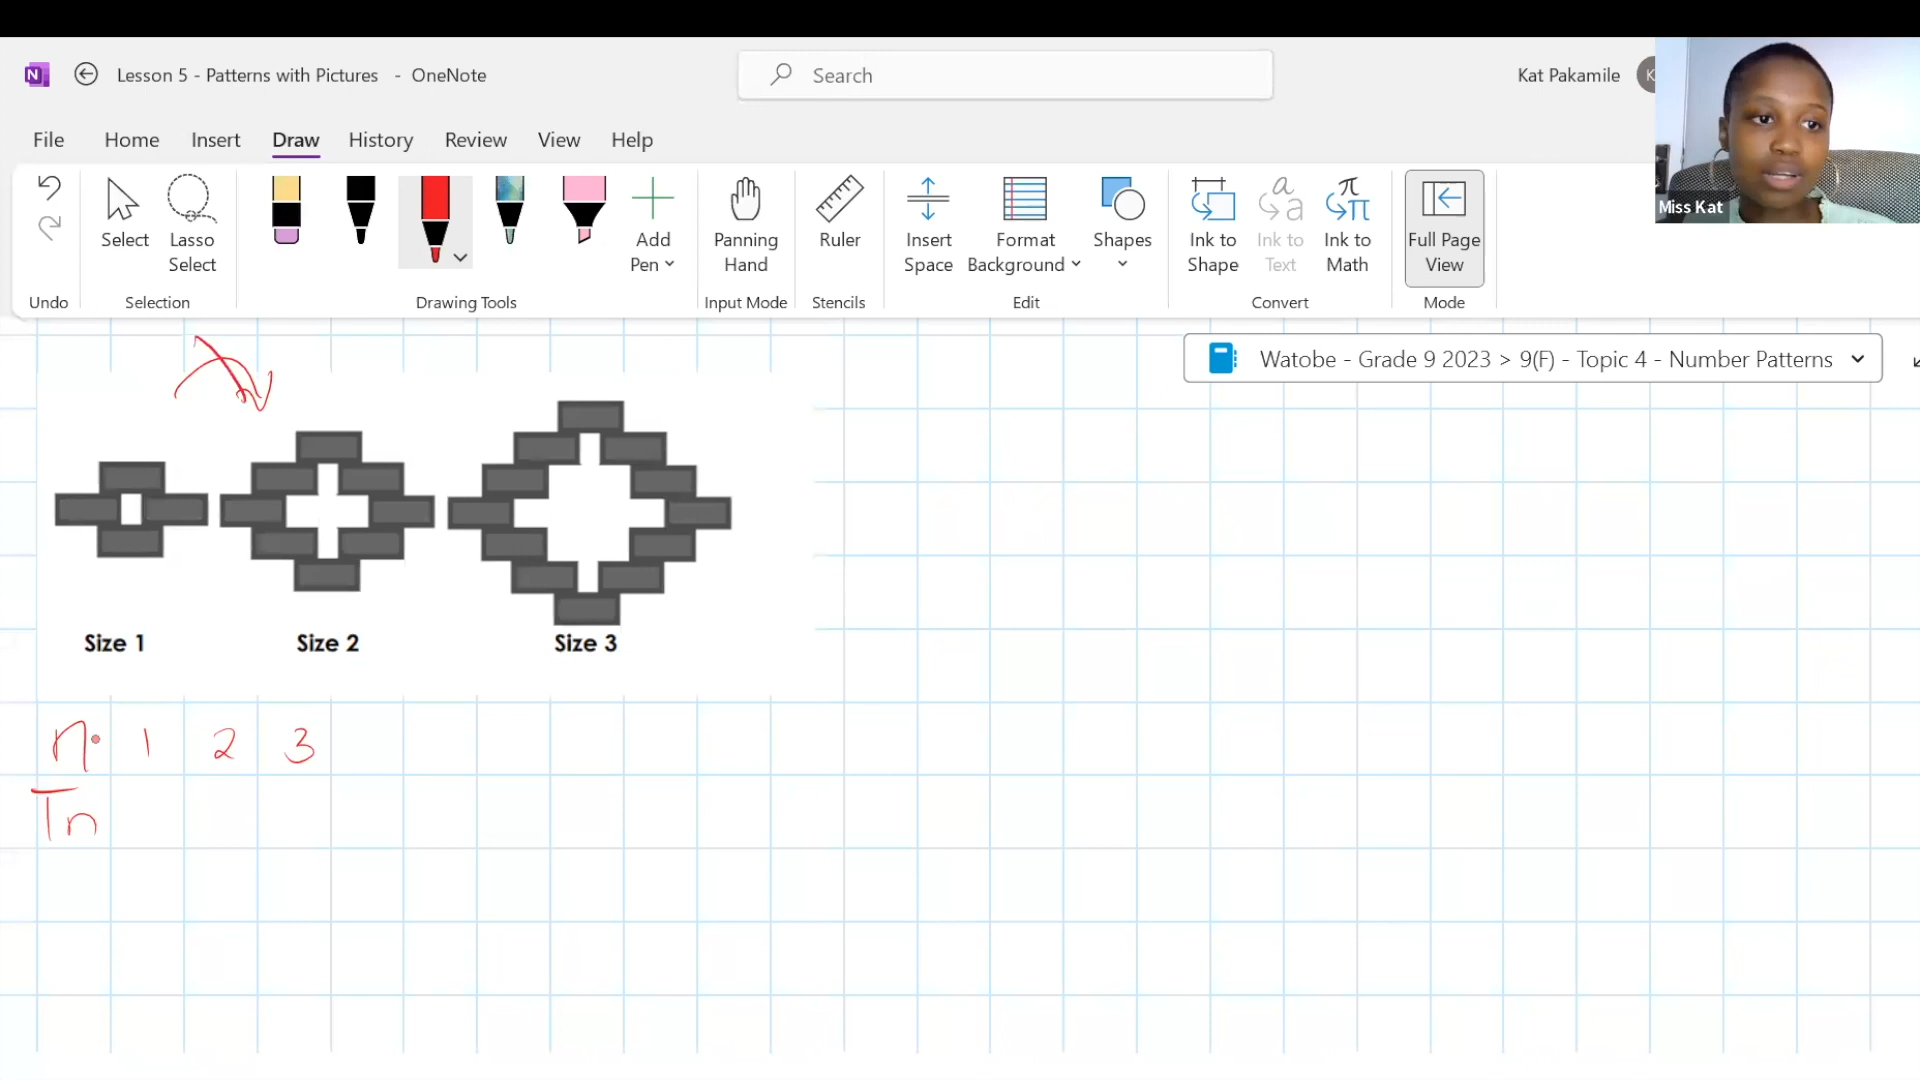 Lesson 5 - Patterns with Pictures - OneNote
Search
Kat Pakamile
K
File Home Insert Draw History Review View Help
Miss Kat
Select
Lasso Select
Add Pen
Panning Hand
Ruler
Insert Space
Format Background
Shapes
Ink to Shape
Ink to Text
Ink to Math
Full Page View
Undo Selection Drawing Tools Input Mode Stencils Edit Convert Mode
Watobe - Grade 9 2023 > 9(F) - Topic 4 - Number Patterns
Size 1 Size 2 Size 3
n 1 2 3
Tn